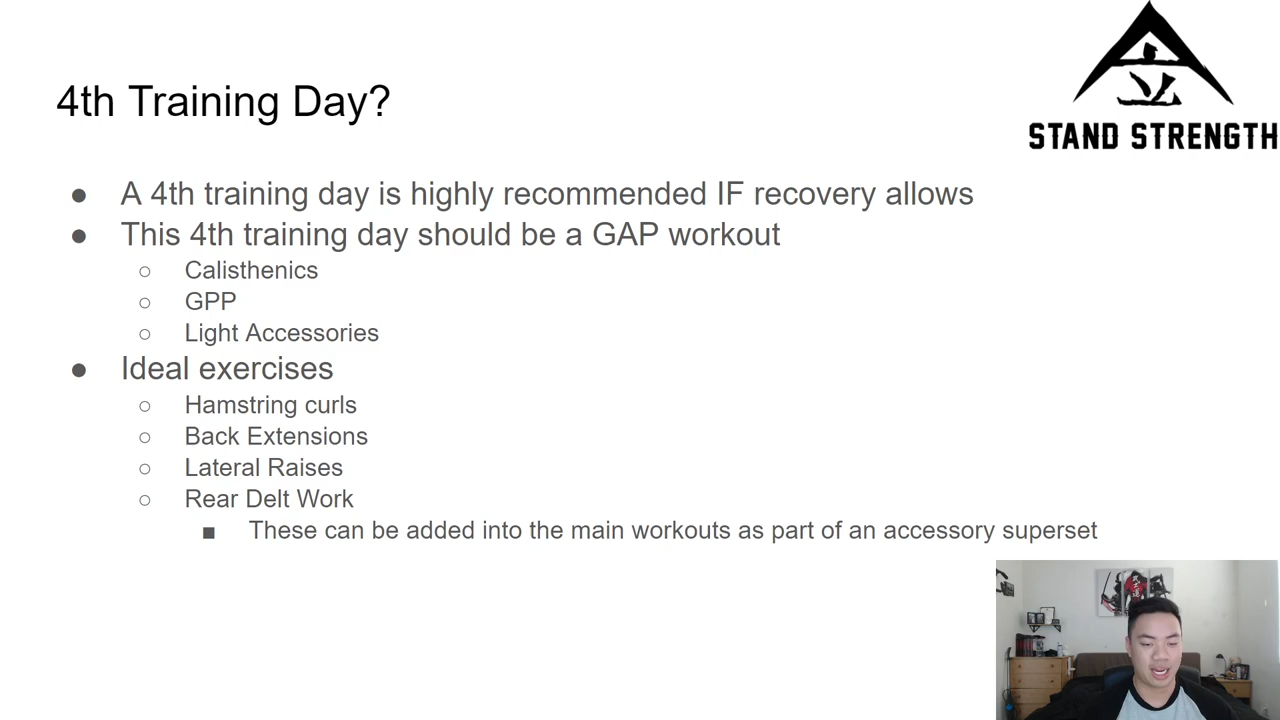 4th Training Day?
立
STAND STRENGTH
● A 4th training day is highly recommended IF recovery allows
● This 4th training day should be a GAP workout
○ Calisthenics
○ GPP
○ Light Accessories
● Ideal exercises
○ Hamstring curls
○ Back Extensions
○ Lateral Raises
○ Rear Delt Work
■ These can be added into the main workouts as part of an accessory superset